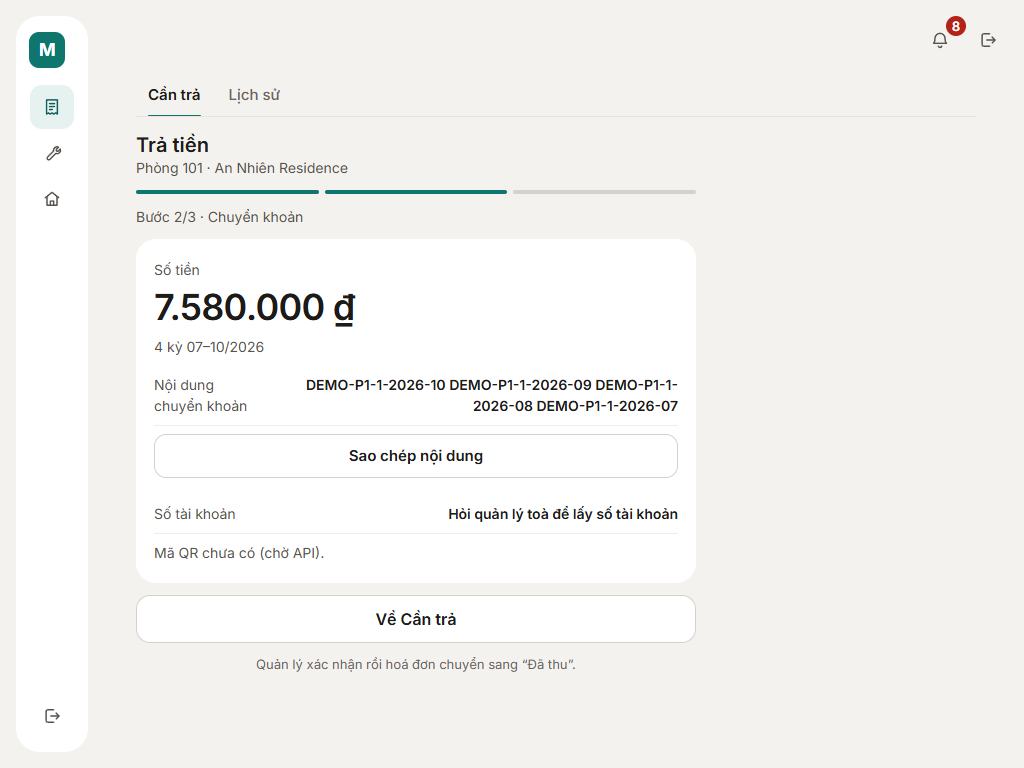 M
8
Cần trả
Lịch sử
Trả tiền
Phòng 101 · An Nhiên Residence
Bước 2/3 · Chuyển khoản
Số tiền
7.580.000 ₫
4 kỳ 07–10/2026
Nội dung chuyển khoản
DEMO-P1-1-2026-10 DEMO-P1-1-2026-09 DEMO-P1-1-
2026-08 DEMO-P1-1-2026-07
Sao chép nội dung
Số tài khoản
Hỏi quản lý toà để lấy số tài khoản
Mã QR chưa có (chờ API).
Về Cần trả
Quản lý xác nhận rồi hoá đơn chuyển sang “Đã thu”.